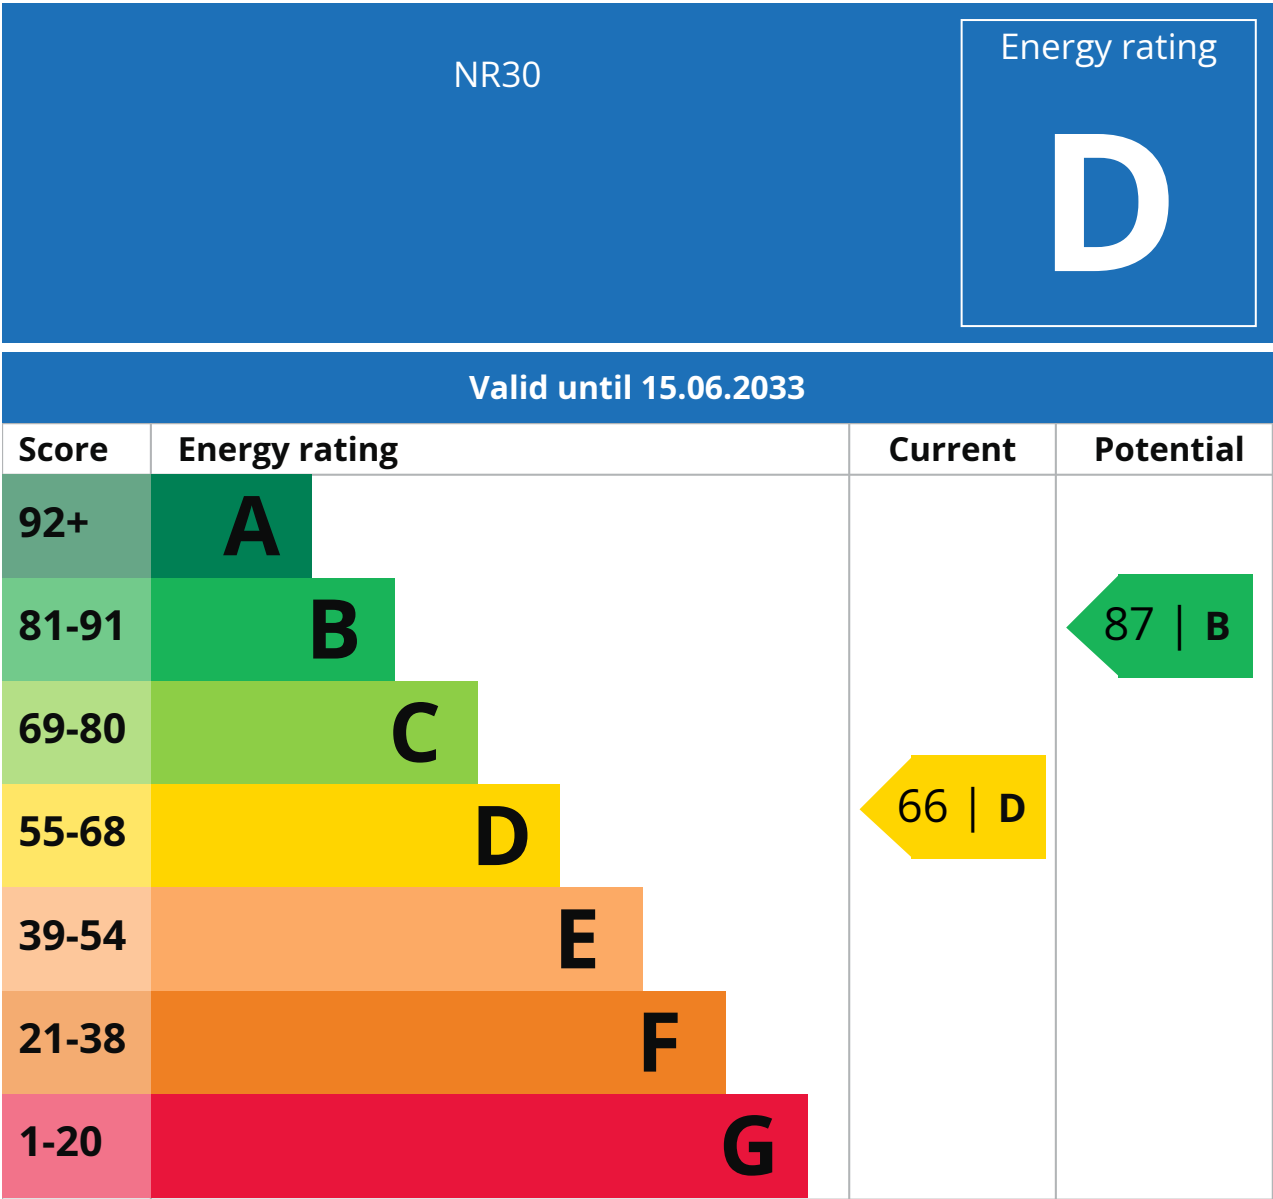 NR30
Energy rating
D
Valid until 15.06.2033
Score Energy rating Current Potential
92+ A
81-91 B 87 | B
69-80 C
55-68 D 66 | D
39-54 E
21-38 F
1-20 G